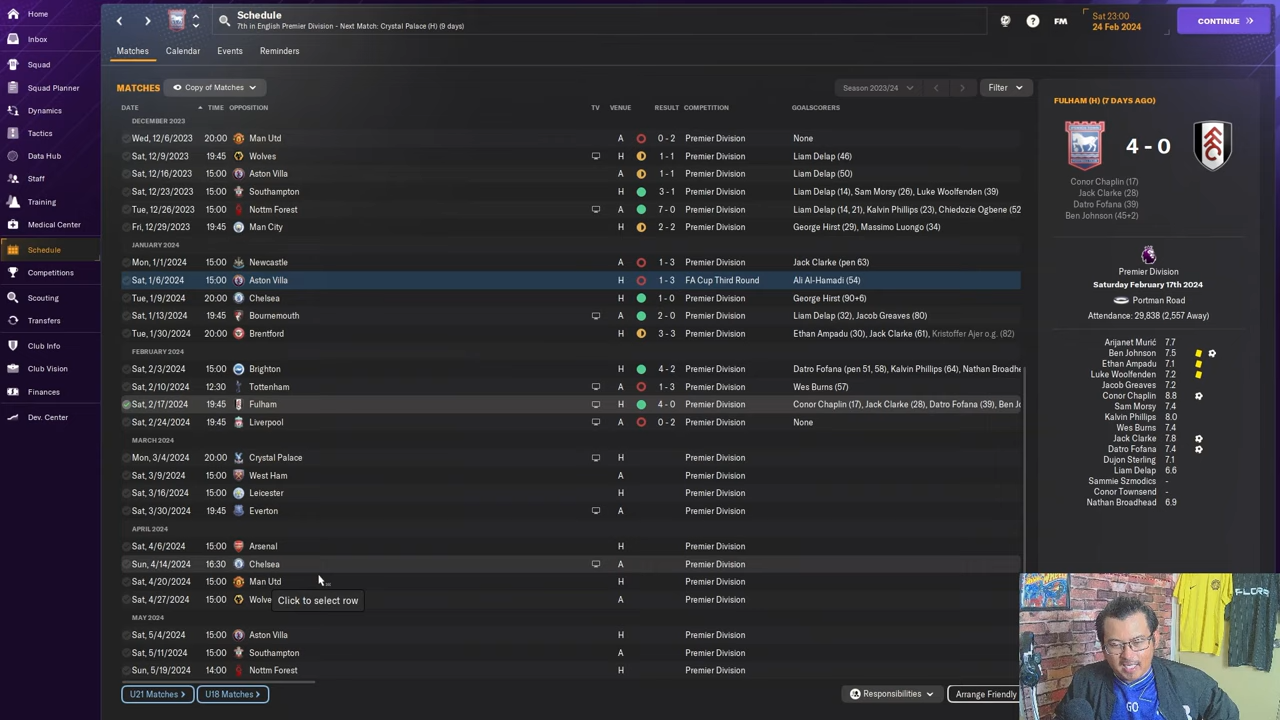 Schedule
7th in English Premier Division - Next Match: Crystal Palace (H) (9 days)
FM
Sat 23:00
24 Feb 2024
CONTINUE
Home
Inbox
Squad
Squad Planner
Dynamics
Tactics
Data Hub
Staff
Training
Medical Center
Schedule
Competitions
Scouting
Transfers
Club Info
Club Vision
Finances
Dev. Center
Matches Calendar Events Reminders
MATCHES Copy of Matches Season 2023/24 Filter
DATE TIME OPPOSITION TV VENUE RESULT COMPETITION GOALSCORERS
DECEMBER 2023
Wed, 12/6/2023 20:00 Man Utd A 0 - 2 Premier Division None
Sat, 12/9/2023 19:45 Wolves H 1 - 1 Premier Division Liam Delap (46)
Sat, 12/16/2023 15:00 Aston Villa A 1 - 1 Premier Division Liam Delap (50)
Sat, 12/23/2023 15:00 Southampton H 3 - 1 Premier Division Liam Delap (14), Sam Morsy (26), Luke Woolfenden (39)
Tue, 12/26/2023 15:00 Nottm Forest A 7 - 0 Premier Division Liam Delap (14, 21), Kalvin Phillips (23), Chiedozie Ogbene (52
Fri, 12/29/2023 19:45 Man City H 2 - 2 Premier Division George Hirst (29), Massimo Luongo (34)
JANUARY 2024
Mon, 1/1/2024 15:00 Newcastle A 1 - 3 Premier Division Jack Clarke (pen 63)
Sat, 1/6/2024 15:00 Aston Villa H 1 - 3 FA Cup Third Round Ali Al-Hamadi (54)
Tue, 1/9/2024 20:00 Chelsea H 1 - 0 Premier Division George Hirst (90+6)
Sat, 1/13/2024 15:00 Bournemouth A 2 - 0 Premier Division Liam Delap (32), Jacob Greaves (80)
Tue, 1/30/2024 20:00 Brentford H 3 - 3 Premier Division Ethan Ampadu (30), Jack Clarke (61), Kristoffer Ajer o.g. (82)
FEBRUARY 2024
Sat, 2/3/2024 15:00 Brighton H 4 - 2 Premier Division Datro Fofana (pen 51, 58), Kalvin Phillips (64), Nathan Broadhe
Sat, 2/10/2024 12:30 Tottenham A 1 - 3 Premier Division Wes Burns (57)
Sat, 2/17/2024 19:45 Fulham H 4 - 0 Premier Division Conor Chaplin (17), Jack Clarke (28), Datro Fofana (39), Ben Jo
Sat, 2/24/2024 19:45 Liverpool A 0 - 2 Premier Division None
MARCH 2024
Mon, 3/4/2024 20:00 Crystal Palace H Premier Division
Sat, 3/9/2024 15:00 West Ham A Premier Division
Sat, 3/16/2024 15:00 Leicester H Premier Division
Sat, 3/30/2024 19:45 Everton A Premier Division
APRIL 2024
Sat, 4/6/2024 15:00 Arsenal H Premier Division
Sun, 4/14/2024 16:30 Chelsea A Premier Division
Sat, 4/20/2024 15:00 Man Utd H Premier Division
Sat, 4/27/2024 15:00 Wolve A Premier Division
Click to select row
MAY 2024
Sat, 5/4/2024 15:00 Aston Villa H Premier Division
Sat, 5/11/2024 15:00 Southampton A Premier Division
Sun, 5/19/2024 14:00 Nottm Forest H Premier Division
U21 Matches > U18 Matches > Responsibilities Arrange Friendly
FULHAM (H) (7 DAYS AGO)
4 - 0
Conor Chaplin (17)
Jack Clarke (28)
Datro Fofana (39)
Ben Johnson (45+2)
Premier Division
Saturday February 17th 2024
Portman Road
Attendance: 29,838 (2,557 Away)
Arijanet Murić 7.7
Ben Johnson 7.5
Ethan Ampadu 7.1
Luke Woolfenden 7.2
Jacob Greaves 7.2
Conor Chaplin 8.8
Sam Morsy 7.4
Kalvin Phillips 8.0
Wes Burns 7.4
Jack Clarke 7.8
Datro Fofana 7.4
Dujon Sterling 7.1
Liam Delap 6.6
Sammie Szmodics -
Conor Townsend -
Nathan Broadhead 6.9